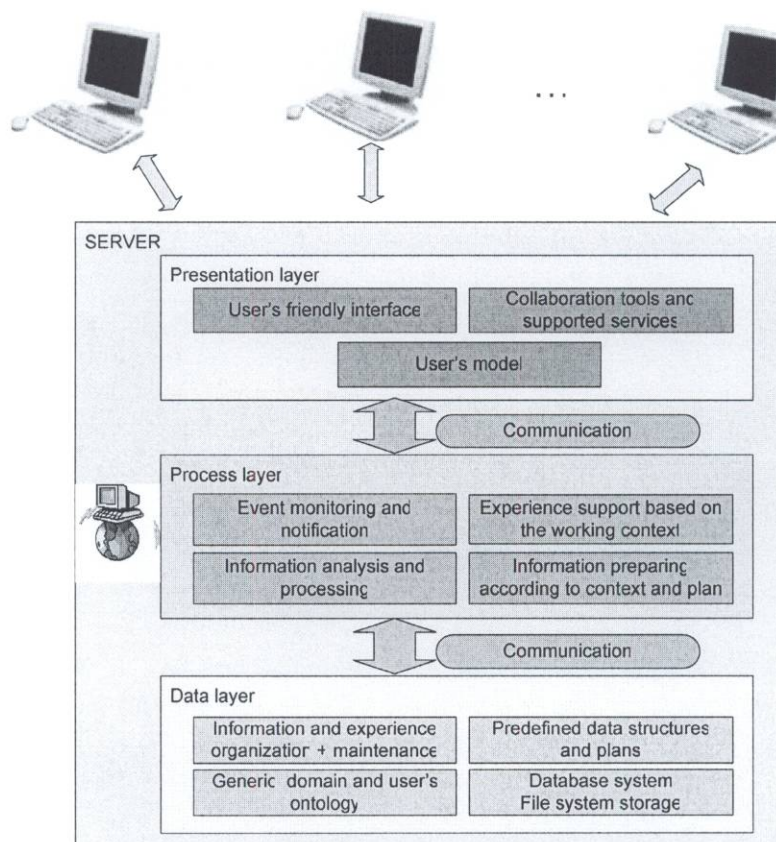 ...
SERVER
Presentation layer
User's friendly interface
Collaboration tools and
supported services
User's model
Communication
Process layer
Event monitoring and
notification
Experience support based on
the working context
Information analysis and
processing
Information preparing
according to context and plan
Communication
Data layer
Information and experience
organization + maintenance
Predefined data structures
and plans
Generic domain and user's
ontology
Database system
File system storage